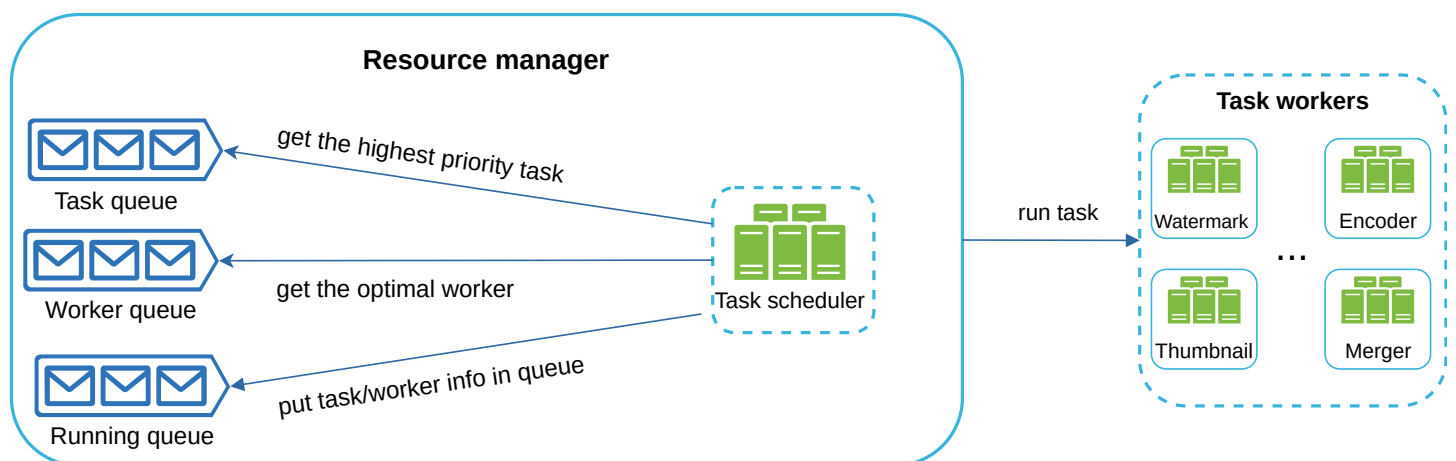 Resource manager
get the highest priority task
Task queue
get the optimal worker
Worker queue
put task/worker info in queue
Running queue
Task scheduler
run task
Task workers
Watermark
Encoder
...
Thumbnail
Merger